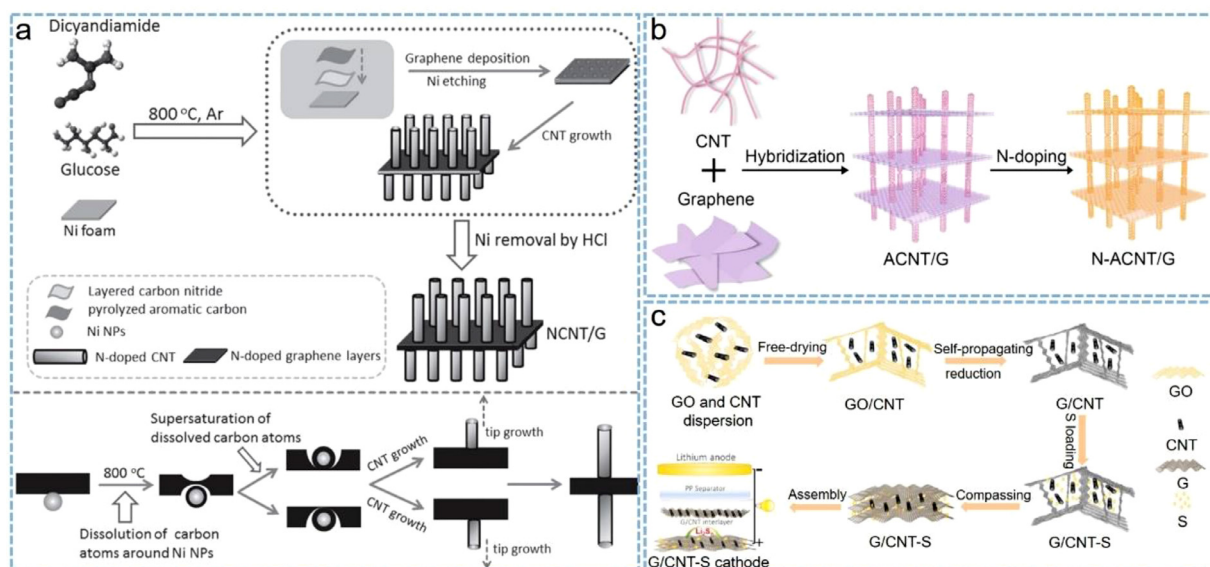 a
Dicyandiamide
Glucose
Ni foam
800 °C, Ar
Graphene deposition
Ni etching
CNT growth
Ni removal by HCl
NCNT/G
Layered carbon nitride
pyrolyzed aromatic carbon
Ni NPs
N-doped CNT
N-doped graphene layers
Supersaturation of
dissolved carbon atoms
800 °C
Dissolution of carbon
atoms around Ni NPs
CNT growth
CNT growth
tip growth
tip growth
b
CNT
+
Graphene
Hybridization
ACNT/G
N-doping
N-ACNT/G
c
GO and CNT
dispersion
Free-drying
GO/CNT
Self-propagating
reduction
G/CNT
S loading
G/CNT-S
Compassing
G/CNT-S
Assembly
Lithium anode
PP Separator
G/CNT interlayer
Li₂Sₓ
-
+
G/CNT-S cathode
GO
CNT
G
S